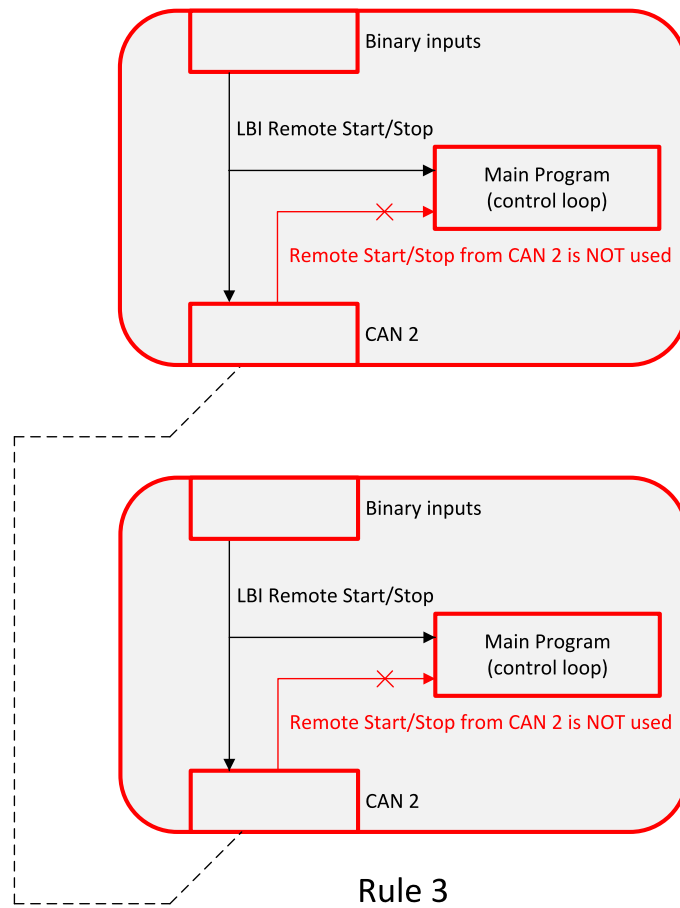 Binary inputs
LBI Remote Start/Stop
Main Program
(control loop)
Remote Start/Stop from CAN 2 is NOT used
CAN 2
Binary inputs
LBI Remote Start/Stop
Main Program
(control loop)
Remote Start/Stop from CAN 2 is NOT used
CAN 2
Rule 3